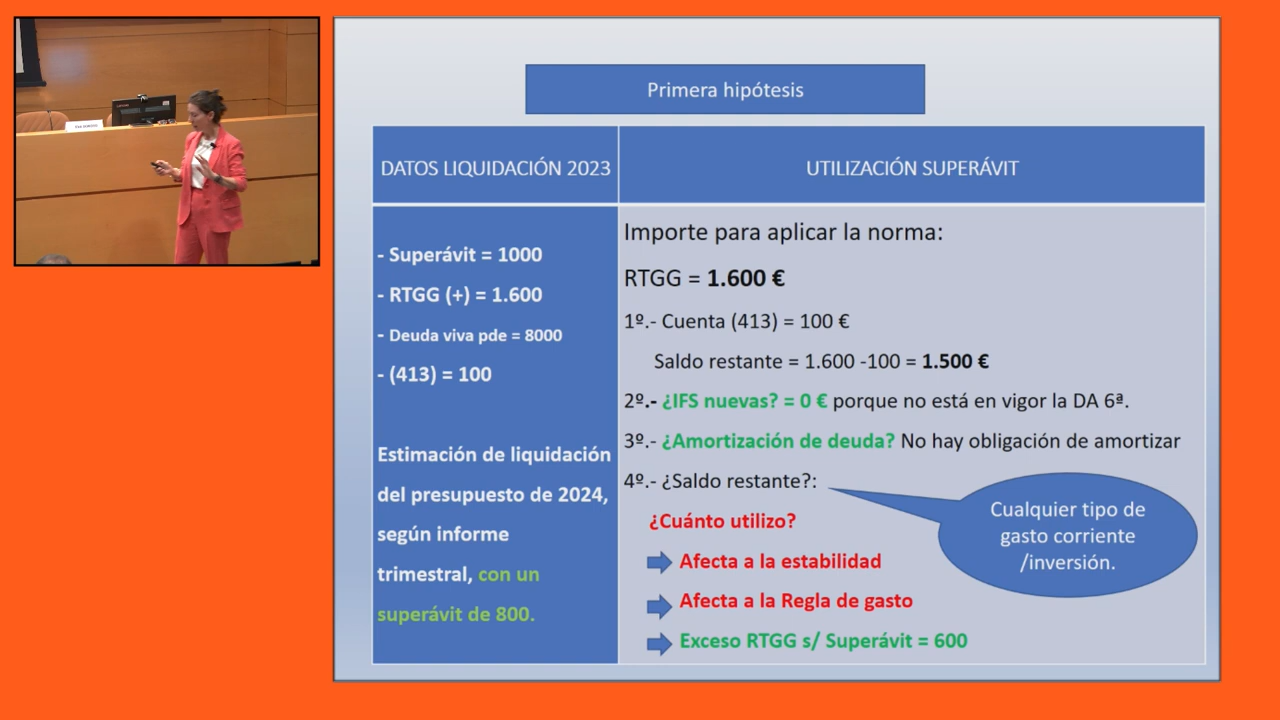 Primera hipótesis
DATOS LIQUIDACIÓN 2023
UTILIZACIÓN SUPERÁVIT
- Superávit = 1000
- RTGG (+) = 1.600
- Deuda viva pde = 8000
- (413) = 100
Estimación de liquidación
del presupuesto de 2024,
según informe
trimestral, con un
superávit de 800.
Importe para aplicar la norma:
RTGG = 1.600 €
1º.- Cuenta (413) = 100 €
Saldo restante = 1.600 -100 = 1.500 €
2º.- ¿IFS nuevas? = 0 € porque no está en vigor la DA 6ª.
3º.- ¿Amortización de deuda? No hay obligación de amortizar
4º.- ¿Saldo restante?:
¿Cuánto utilizo?
Afecta a la estabilidad
Afecta a la Regla de gasto
Exceso RTGG s/ Superávit = 600
Cualquier tipo de
gasto corriente
/inversión.